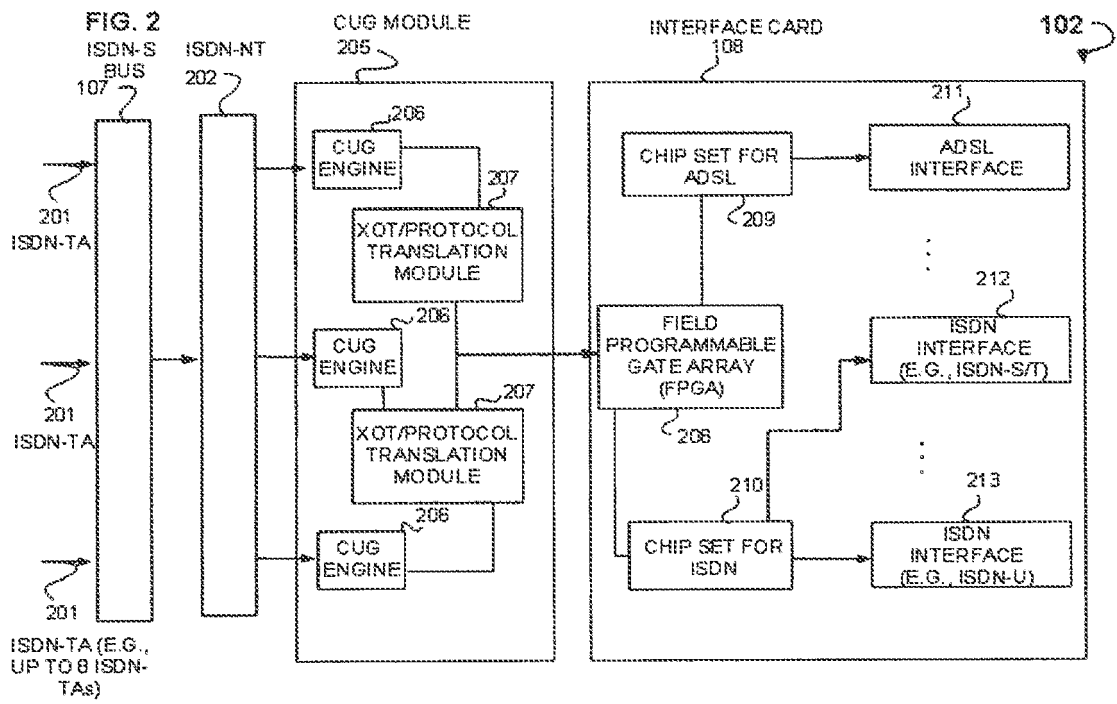 FIG. 2
CUG MODULE
205
INTERFACE CARD
108
102
ISDN-S
BUS
107
ISDN-NT
202
206
CUG
ENGINE
207
XOT/PROTOCOL
TRANSLATION
MODULE
206
CUG
ENGINE
207
XOT/PROTOCOL
TRANSLATION
MODULE
206
CUG
ENGINE
201
ISDN-TA
201
ISDN-TA
201
ISDN-TA (E.G.,
UP TO 8 ISDN-
TAs)
CHIP SET FOR
ADSL
209
211
ADSL
INTERFACE
FIELD
PROGRAMMABLE
GATE ARRAY
(FPGA)
206
212
ISDN
INTERFACE
(E.G., ISDN-S/T)
210
CHIP SET FOR
ISDN
213
ISDN
INTERFACE
(E.G., ISDN-U)